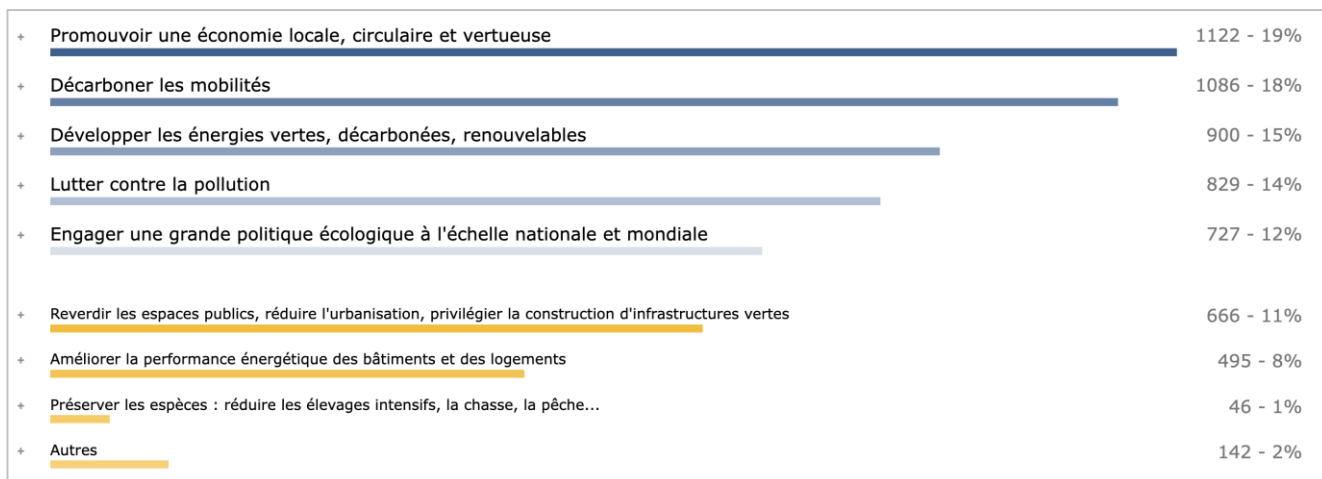 + Promouvoir une économie locale, circulaire et vertueuse 1122 - 19%
+ Décarboner les mobilités 1086 - 18%
+ Développer les énergies vertes, décarbonées, renouvelables 900 - 15%
+ Lutter contre la pollution 829 - 14%
+ Engager une grande politique écologique à l'échelle nationale et mondiale 727 - 12%
+ Reverdir les espaces publics, réduire l'urbanisation, privilégier la construction d'infrastructures vertes 666 - 11%
+ Améliorer la performance énergétique des bâtiments et des logements 495 - 8%
+ Préserver les espèces : réduire les élevages intensifs, la chasse, la pêche... 46 - 1%
+ Autres 142 - 2%